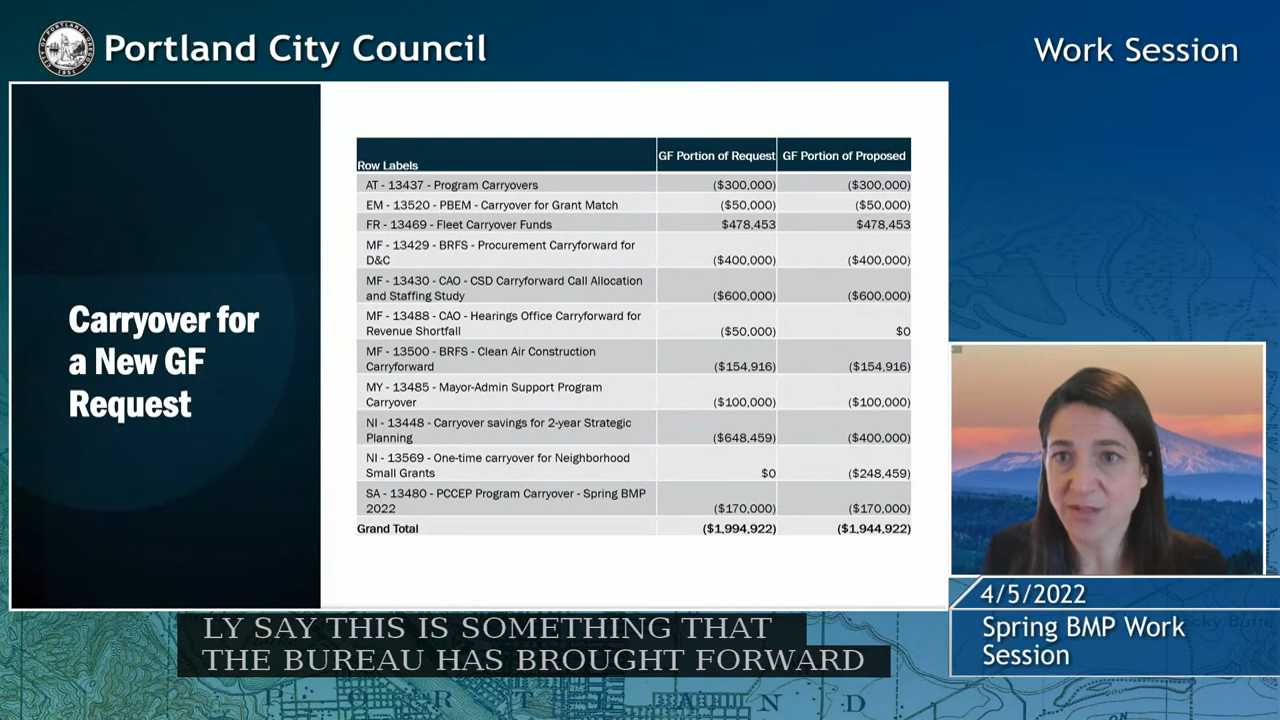 Portland City Council
Work Session
Carryover for
a New GF
Request
Row Labels GF Portion of Request GF Portion of Proposed
AT - 13437 - Program Carryovers ($300,000) ($300,000)
EM - 13520 - PBEM - Carryover for Grant Match ($50,000) ($50,000)
FR - 13469 - Fleet Carryover Funds $478,453 $478,453
MF - 13429 - BRFS - Procurement Carryforward for
D&C ($400,000) ($400,000)
MF - 13430 - CAO - CSD Carryforward Call Allocation
and Staffing Study ($600,000) ($600,000)
MF - 13488 - CAO - Hearings Office Carryforward for
Revenue Shortfall ($50,000) $0
MF - 13500 - BRFS - Clean Air Construction
Carryforward ($154,916) ($154,916)
MY - 13485 - Mayor-Admin Support Program
Carryover ($100,000) ($100,000)
NI - 13448 - Carryover savings for 2-year Strategic
Planning ($648,459) ($400,000)
NI - 13569 - One-time carryover for Neighborhood
Small Grants $0 ($248,459)
SA - 13480 - PCCEP Program Carryover - Spring BMP
2022 ($170,000) ($170,000)
Grand Total ($1,994,922) ($1,944,922)
4/5/2022
Spring BMP Work
Session
LY SAY THIS IS SOMETHING THAT
THE BUREAU HAS BROUGHT FORWARD